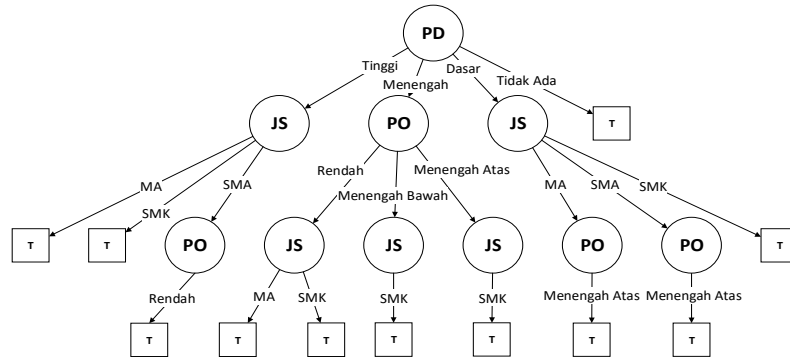 PD
Tinggi
Menengah
Dasar
Tidak Ada
JS
PO
JS
T
MA
SMK
SMA
Rendah
Menengah Bawah
Menengah Atas
MA
SMA
SMK
T
T
PO
JS
JS
JS
PO
PO
T
Rendah
MA
SMK
SMK
SMK
Menengah Atas
Menengah Atas
T
T
T
T
T
T
T